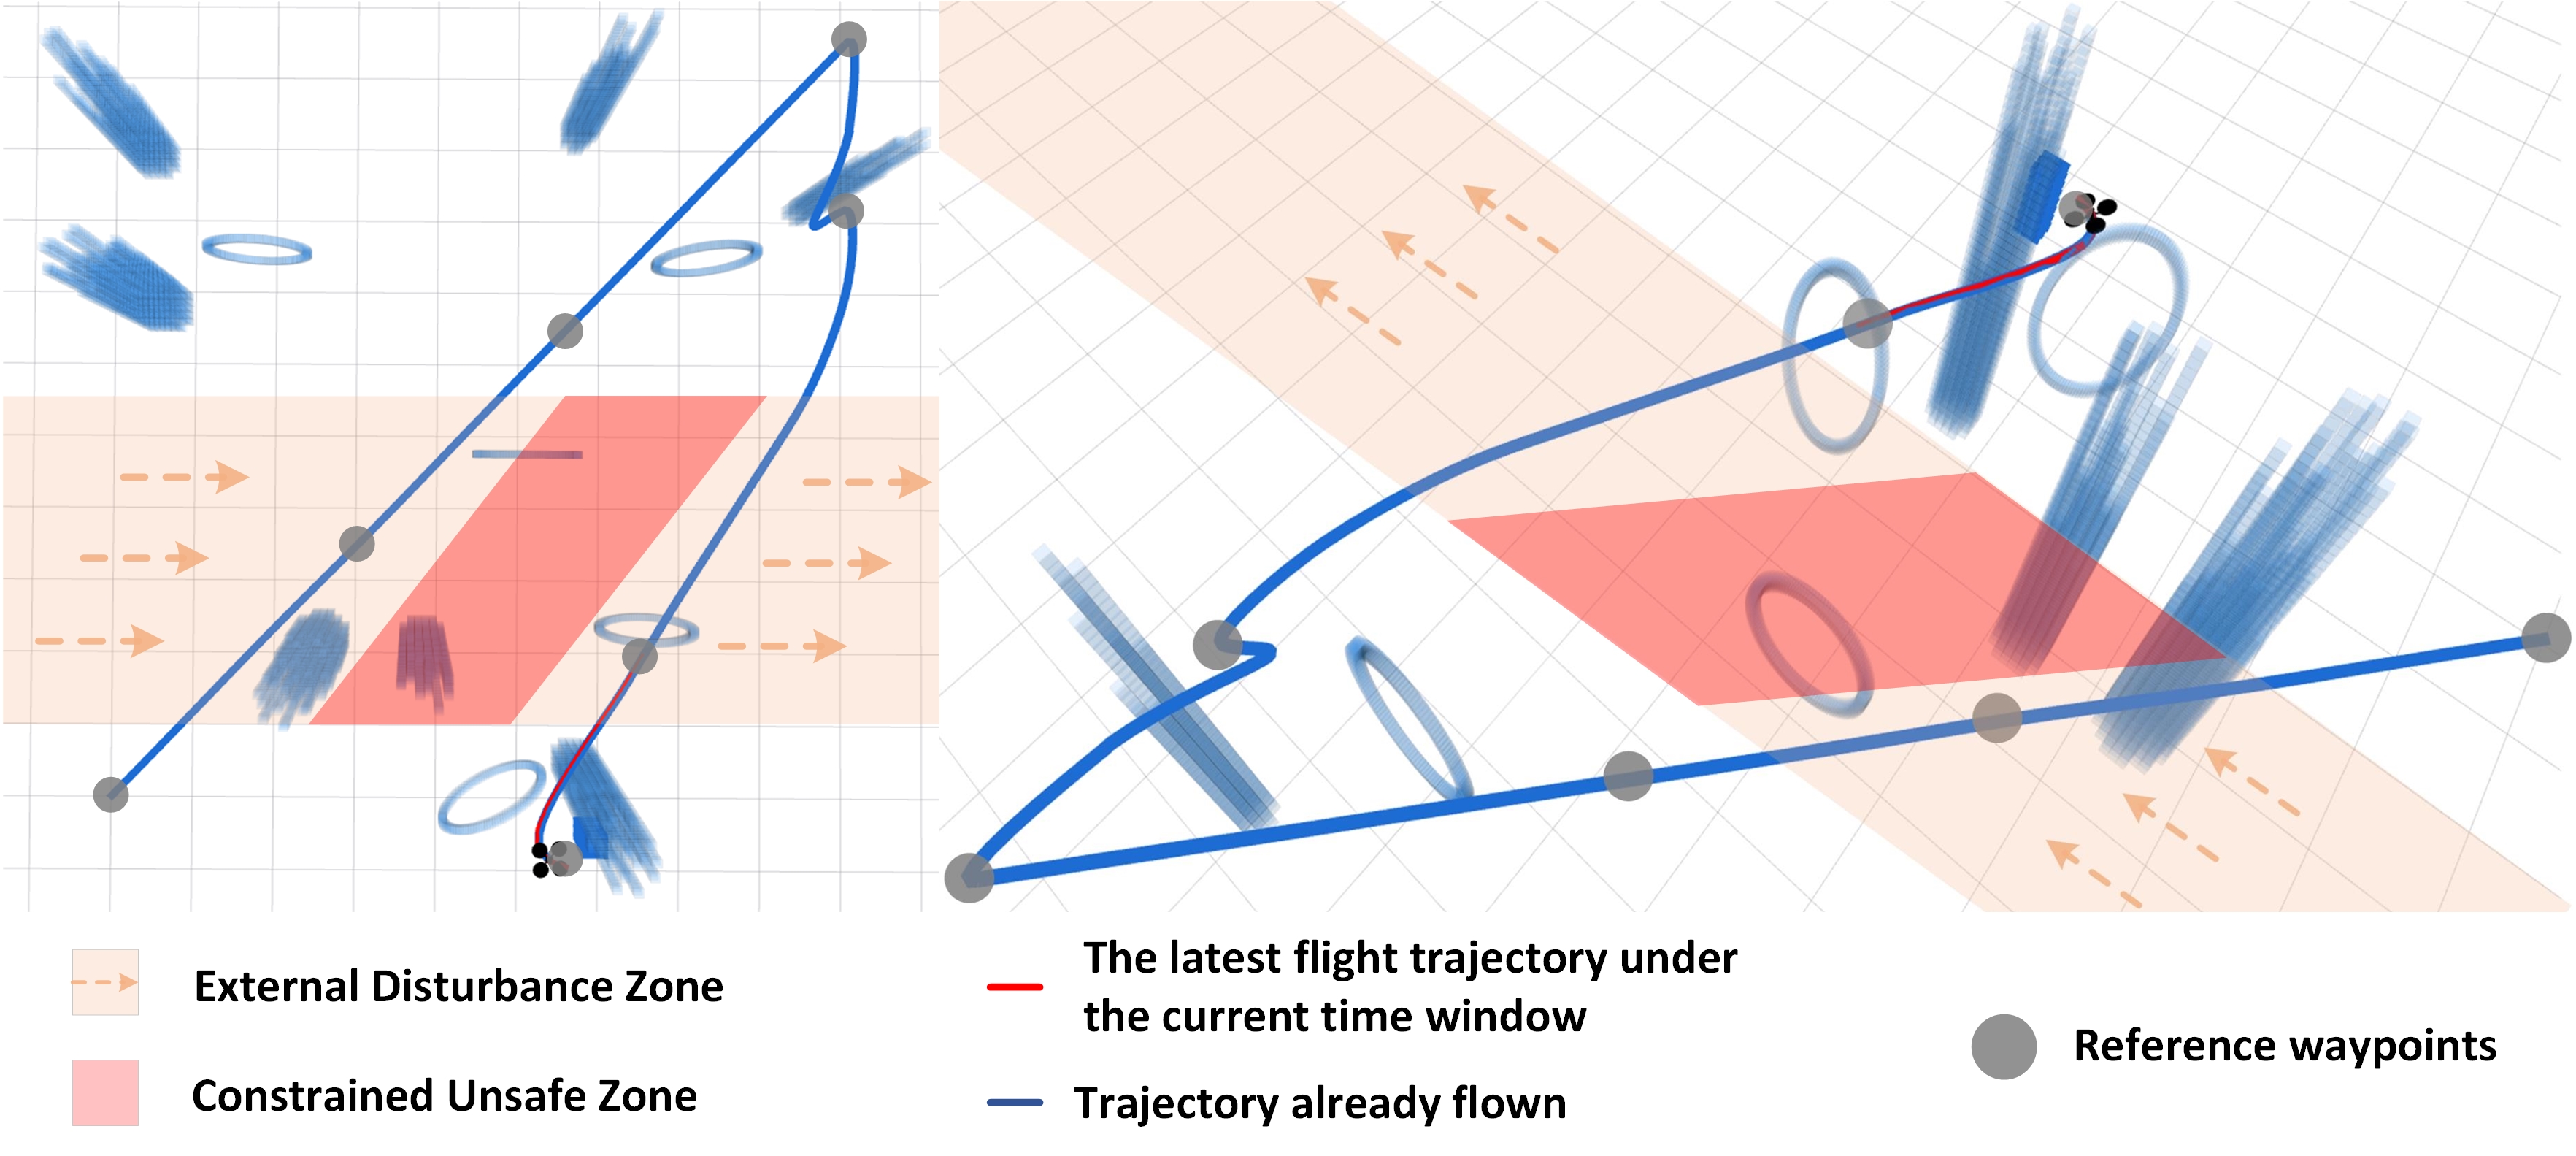 External Disturbance Zone
Constrained Unsafe Zone
The latest flight trajectory under
the current time window
Trajectory already flown
Reference waypoints